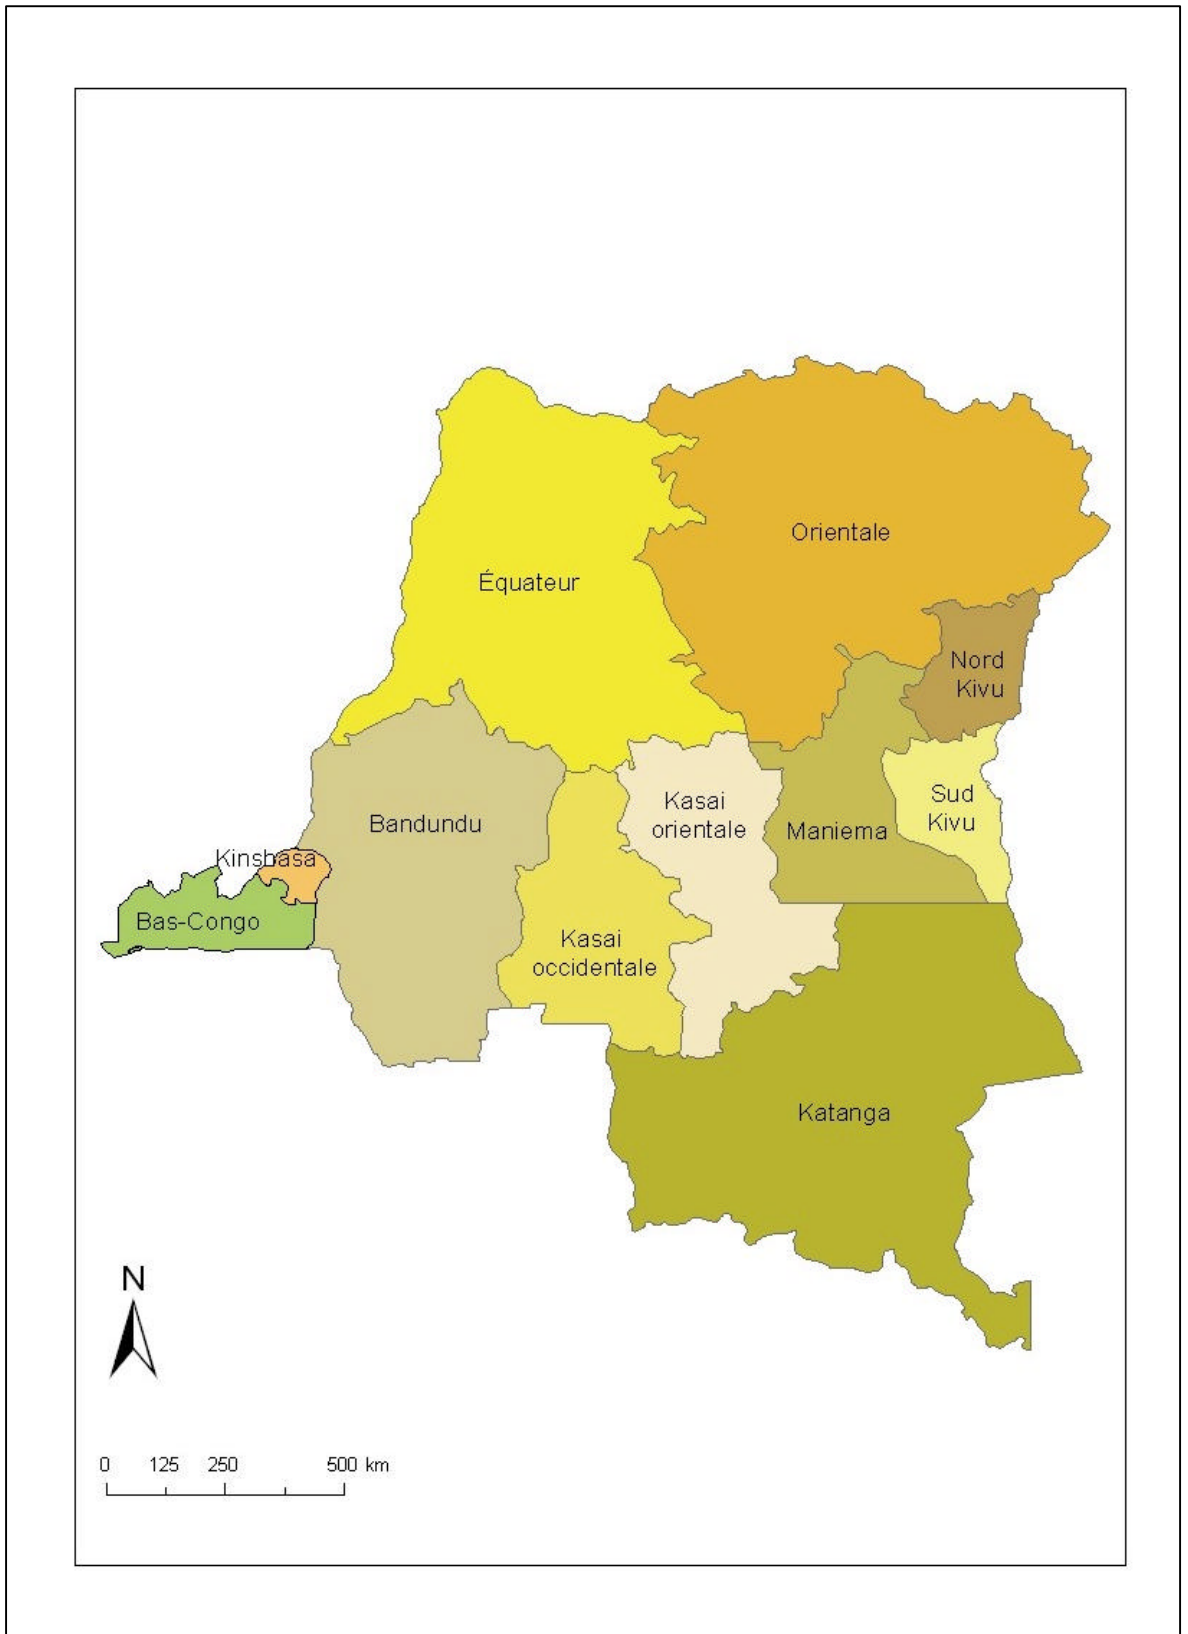 Orientale
Équateur
Nord
Kivu
Kasai
orientale
Sud
Kivu
Bandundu
Maniema
Kinsbasa
Bas-Congo
Kasai
occidentale
Katanga
N
0 125 250 500 km